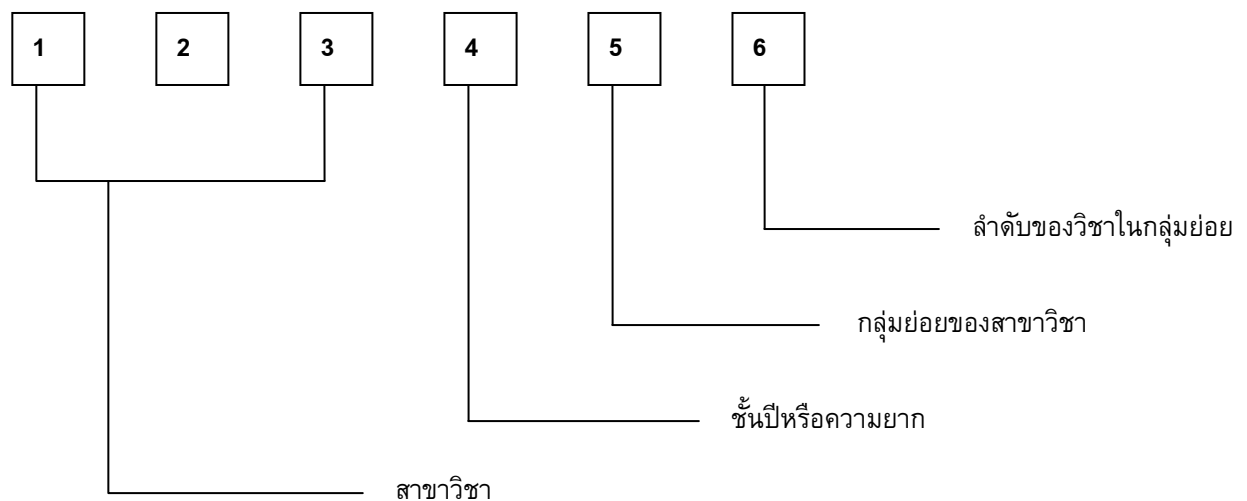 1 2 3 4 5 6
ลำดับของวิชาในกลุ่มย่อย
กลุ่มย่อยของสาขาวิชา
ชั้นปีหรือความยาก
สาขาวิชา